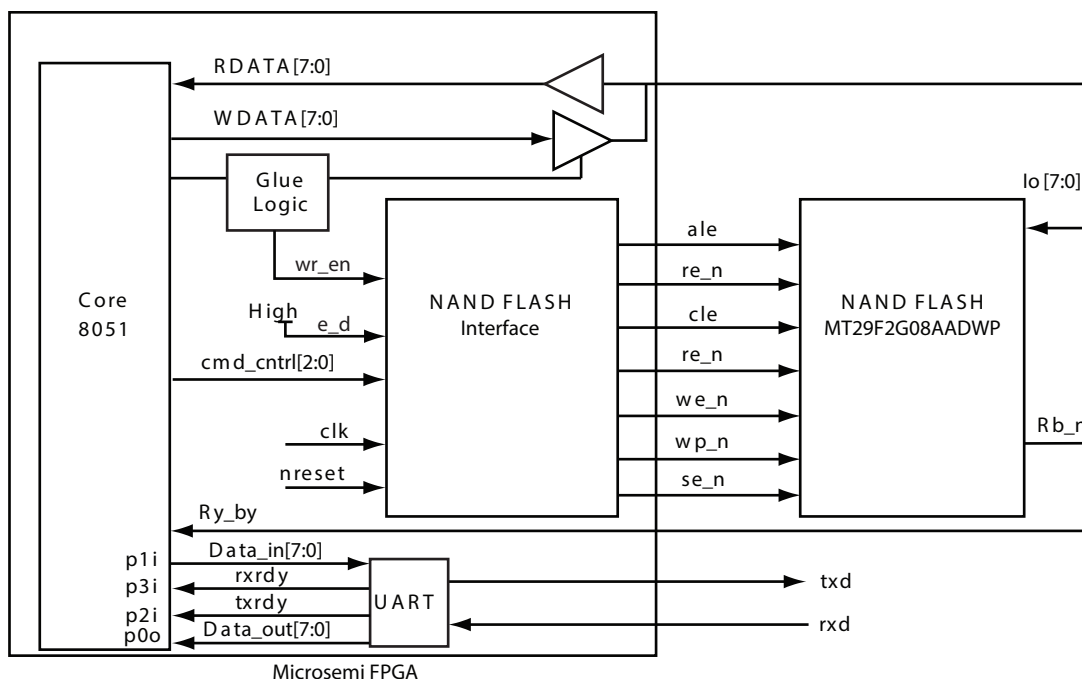 RDATA[7:0]
WDATA[7:0]
Glue
Logic
Io[7:0]
ale
wr_en
re_n
Core
8051
High
e_d
NAND FLASH
Interface
cle
NAND FLASH
MT29F2G08AADWP
cmd_cntrl[2:0]
re_n
we_n
clk
wp_n
Rb_n
nreset
se_n
Ry_by
p1i
Data_in[7:0]
p3i
rxrdy
UART
txd
p2i
txrdy
rxd
p0o
Data_out[7:0]
Microsemi FPGA